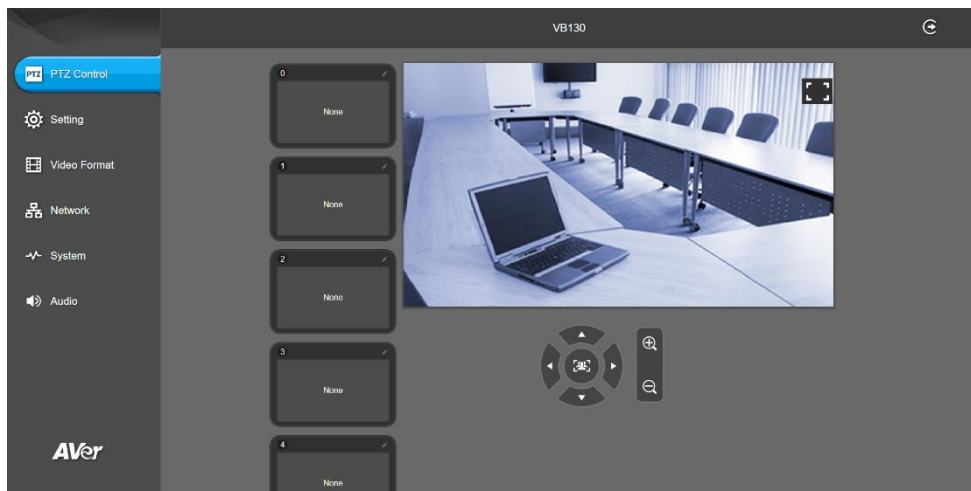 VB130
PTZ PTZ Control
Setting
Video Format
Network
System
Audio
AVer
0
None
1
None
2
None
3
None
4
None